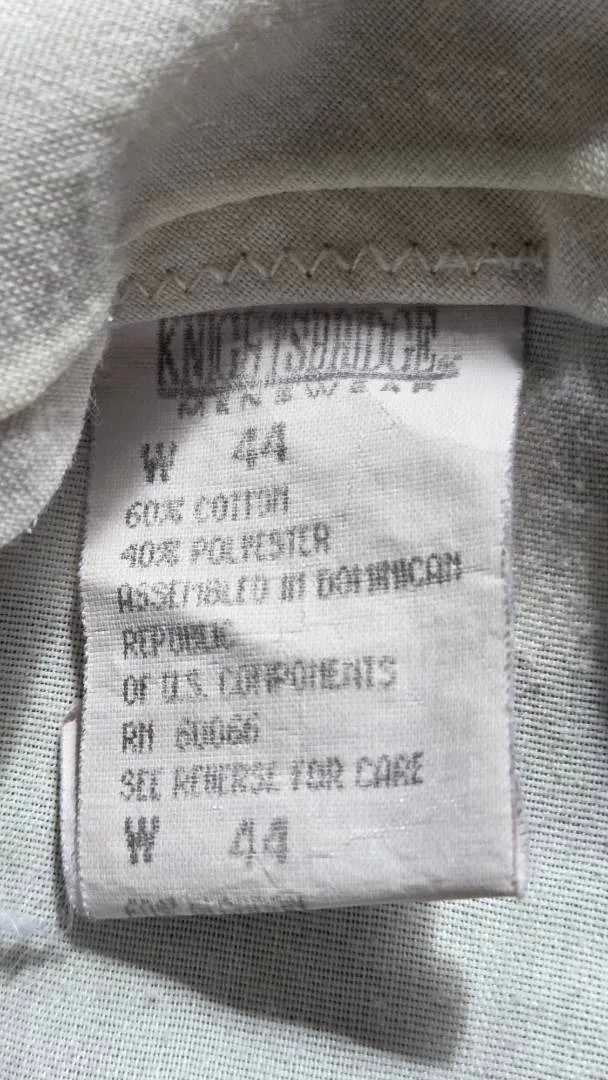 KNIGHTSBRIDGE
MENSWEAR
W 44
60% COTTON
40% POLYESTER
ASSEMBLED IN DOMINICAN
REPUBLIC
OF U.S. COMPONENTS
RN 60066
SEE REVERSE FOR CARE
W 44